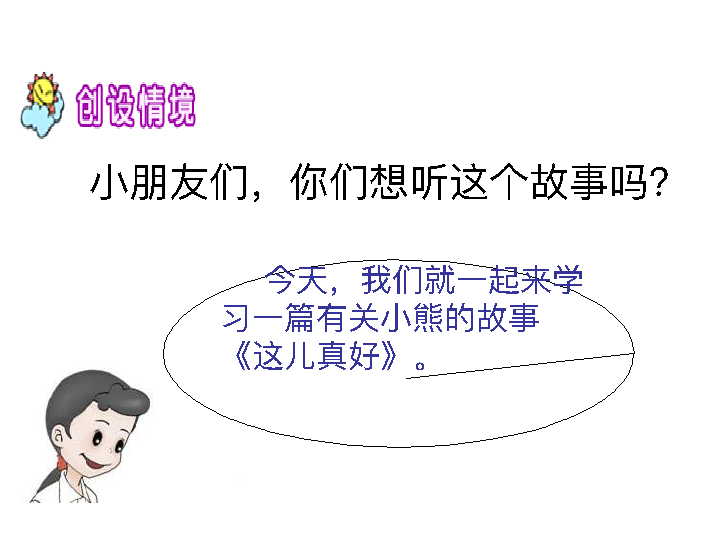 创设情境
小朋友们，你们想听这个故事吗？
今天，我们就一起来学
习一篇有关小熊的故事
《这儿真好》。